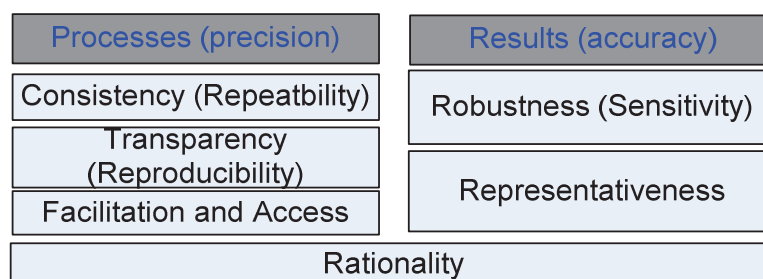 Processes (precision)
Consistency (Repeatbility)
Transparency
(Reproducibility)
Facilitation and Access
Results (accuracy)
Robustness (Sensitivity)
Representativeness
Rationality